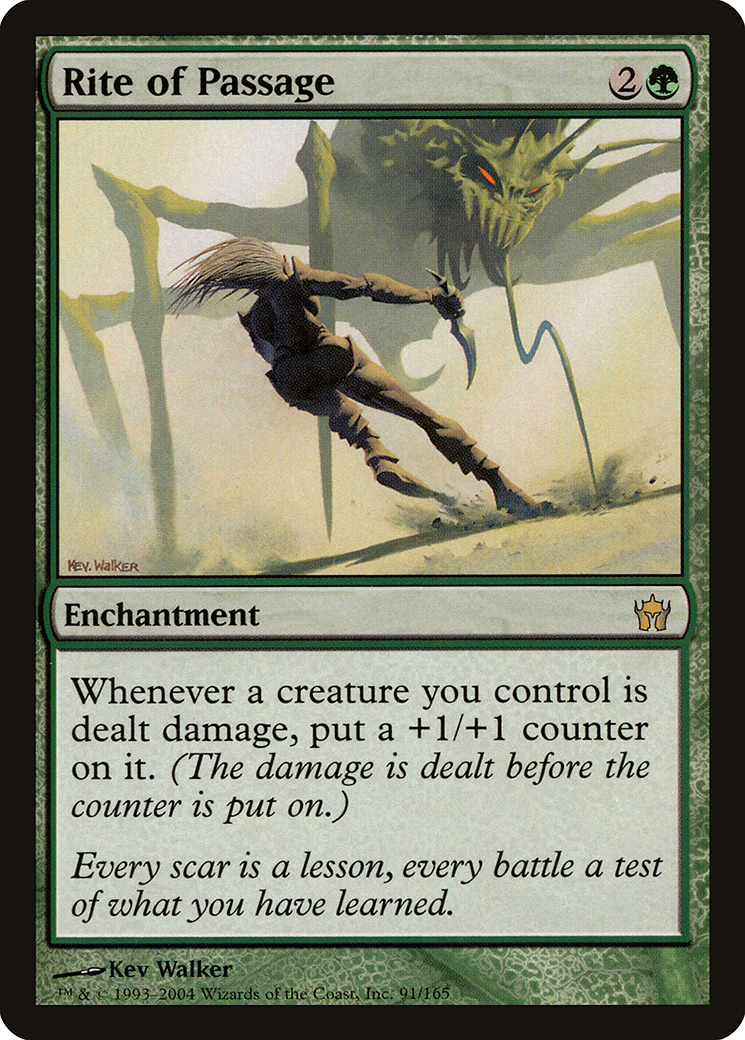 Rite of Passage 2
KEV. WALKER
Enchantment
Whenever a creature you control is
dealt damage, put a +1/+1 counter
on it. (The damage is dealt before the
counter is put on.)
Every scar is a lesson, every battle a test
of what you have learned.
Kev Walker
™ & © 1993–2004 Wizards of the Coast, Inc. 91/165